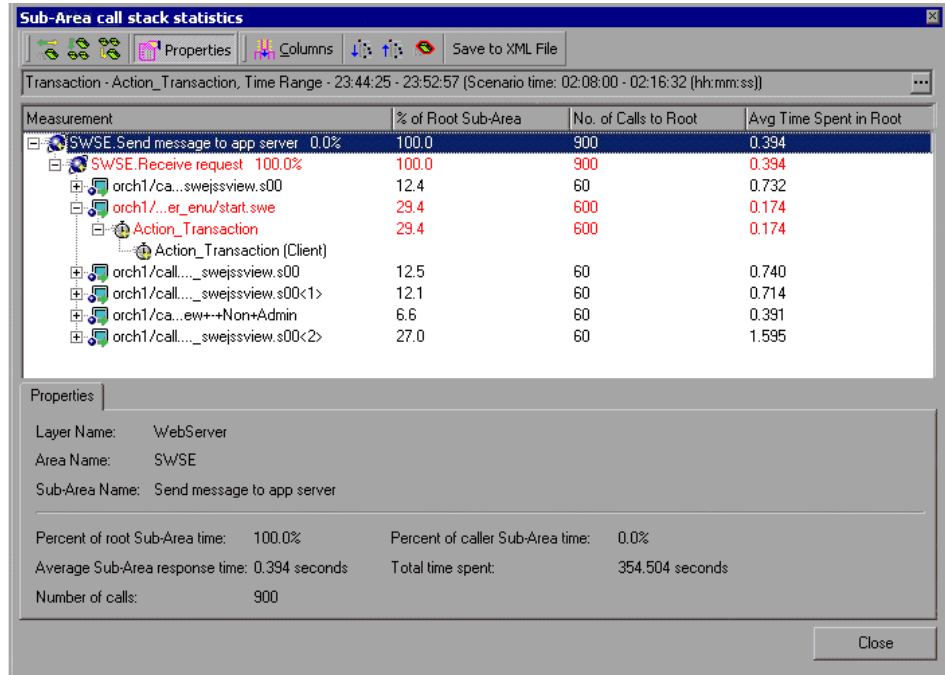 Sub-Area call stack statistics
Properties Columns Save to XML File
Transaction - Action_Transaction, Time Range - 23:44:25 - 23:52:57 (Scenario time: 02:08:00 - 02:16:32 (hh:mm:ss)) ...
Measurement % of Root Sub-Area No. of Calls to Root Avg Time Spent in Root
SWSE.Send message to app server 0.0% 100.0 900 0.394
SWSE.Receive request 100.0% 100.0 900 0.394
orch1/ca...swejssview.s00 12.4 60 0.732
orch1/...er_enu/start.swe 29.4 600 0.174
Action_Transaction 29.4 600 0.174
Action_Transaction (Client)
orch1/call...._swejssview.s00 12.5 60 0.740
orch1/call...._swejssview.s00<1> 12.1 60 0.714
orch1/ca...ew+-+Non+Admin 6.6 60 0.391
orch1/call...._swejssview.s00<2> 27.0 60 1.595
Properties
Layer Name: WebServer
Area Name: SWSE
Sub-Area Name: Send message to app server
Percent of root Sub-Area time: 100.0% Percent of caller Sub-Area time: 0.0%
Average Sub-Area response time: 0.394 seconds Total time spent: 354.504 seconds
Number of calls: 900
Close